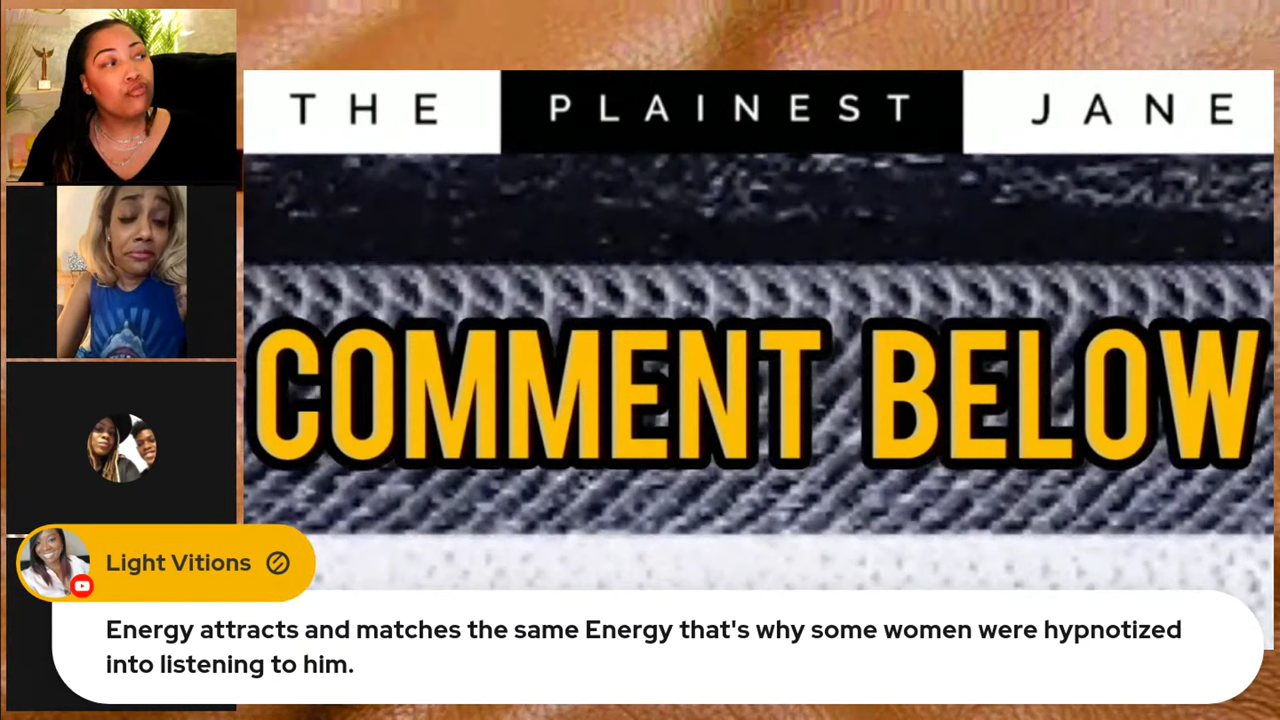 THE PLAINEST JANE
COMMENT BELOW
Light Vitions
Energy attracts and matches the same Energy that's why some women were hypnotized
into listening to him.